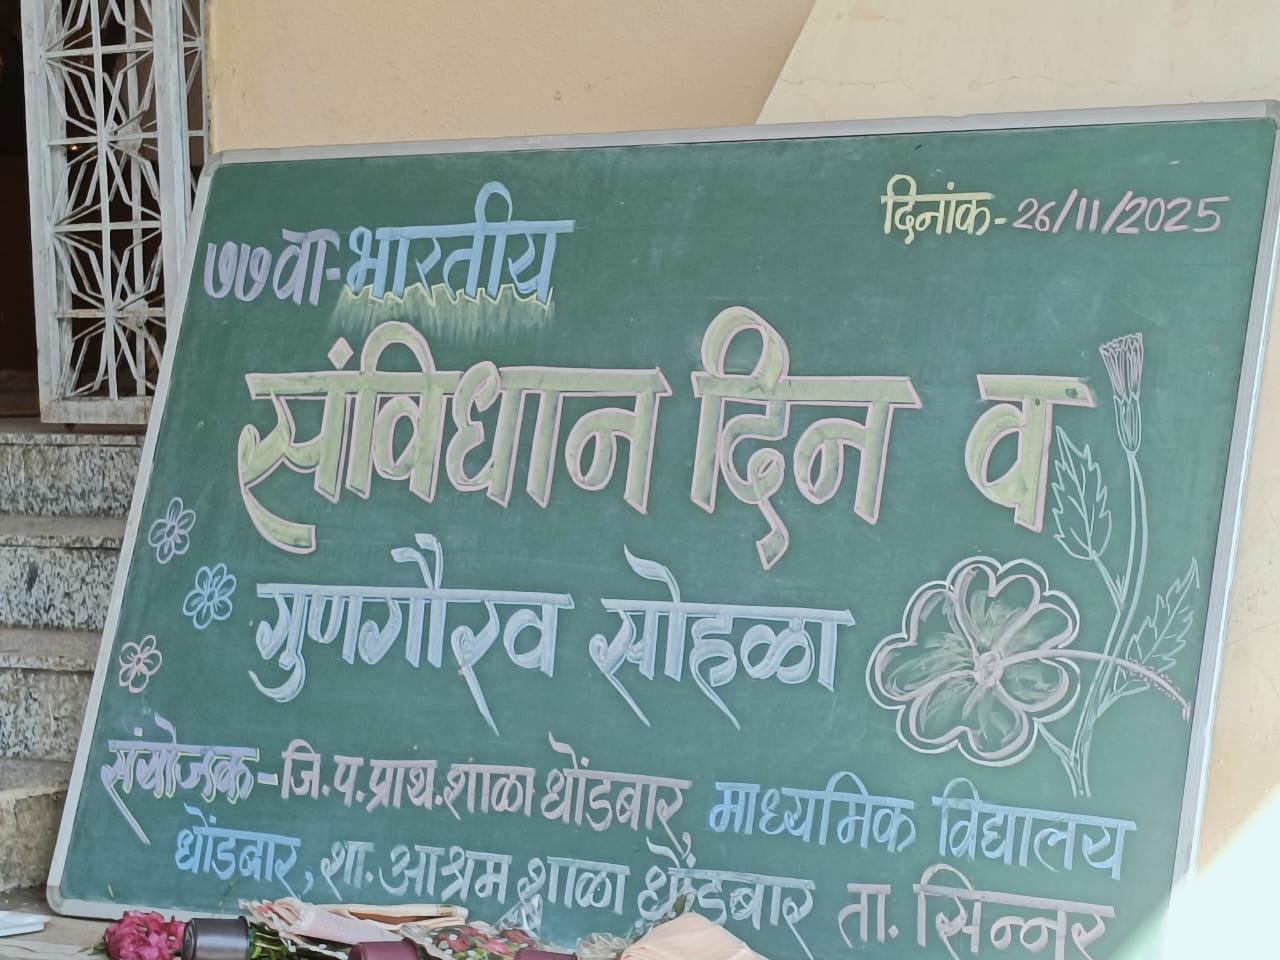 दिनांक-26/11/2025
७७वा-भारतीय
संविधान दिन व
गुणगौरव सोहळा
संयोजक-जि.प.प्राथ.शाळा धोंडबार, माध्यमिक विद्यालय
धोंडबार, शा.आश्रम शाळा धोंडबार ता. सिन्नर